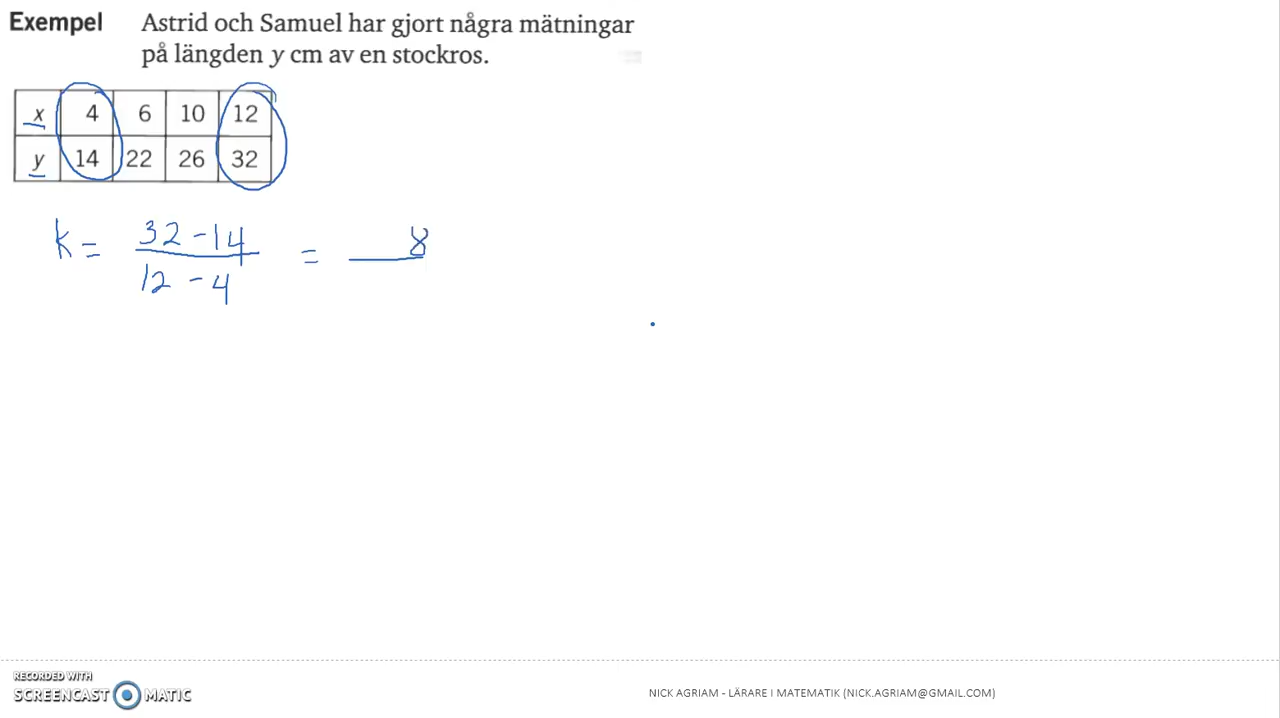 Exempel Astrid och Samuel har gjort några mätningar
på längden y cm av en stockros.
x 4 6 10 12
y 14 22 26 32
k = 32 - 14 = 8
12 - 4
RECORDED WITH
SCREENCAST MATIC
NICK AGRIAM - LÄRARE I MATEMATIK (NICK.AGRIAM@GMAIL.COM)